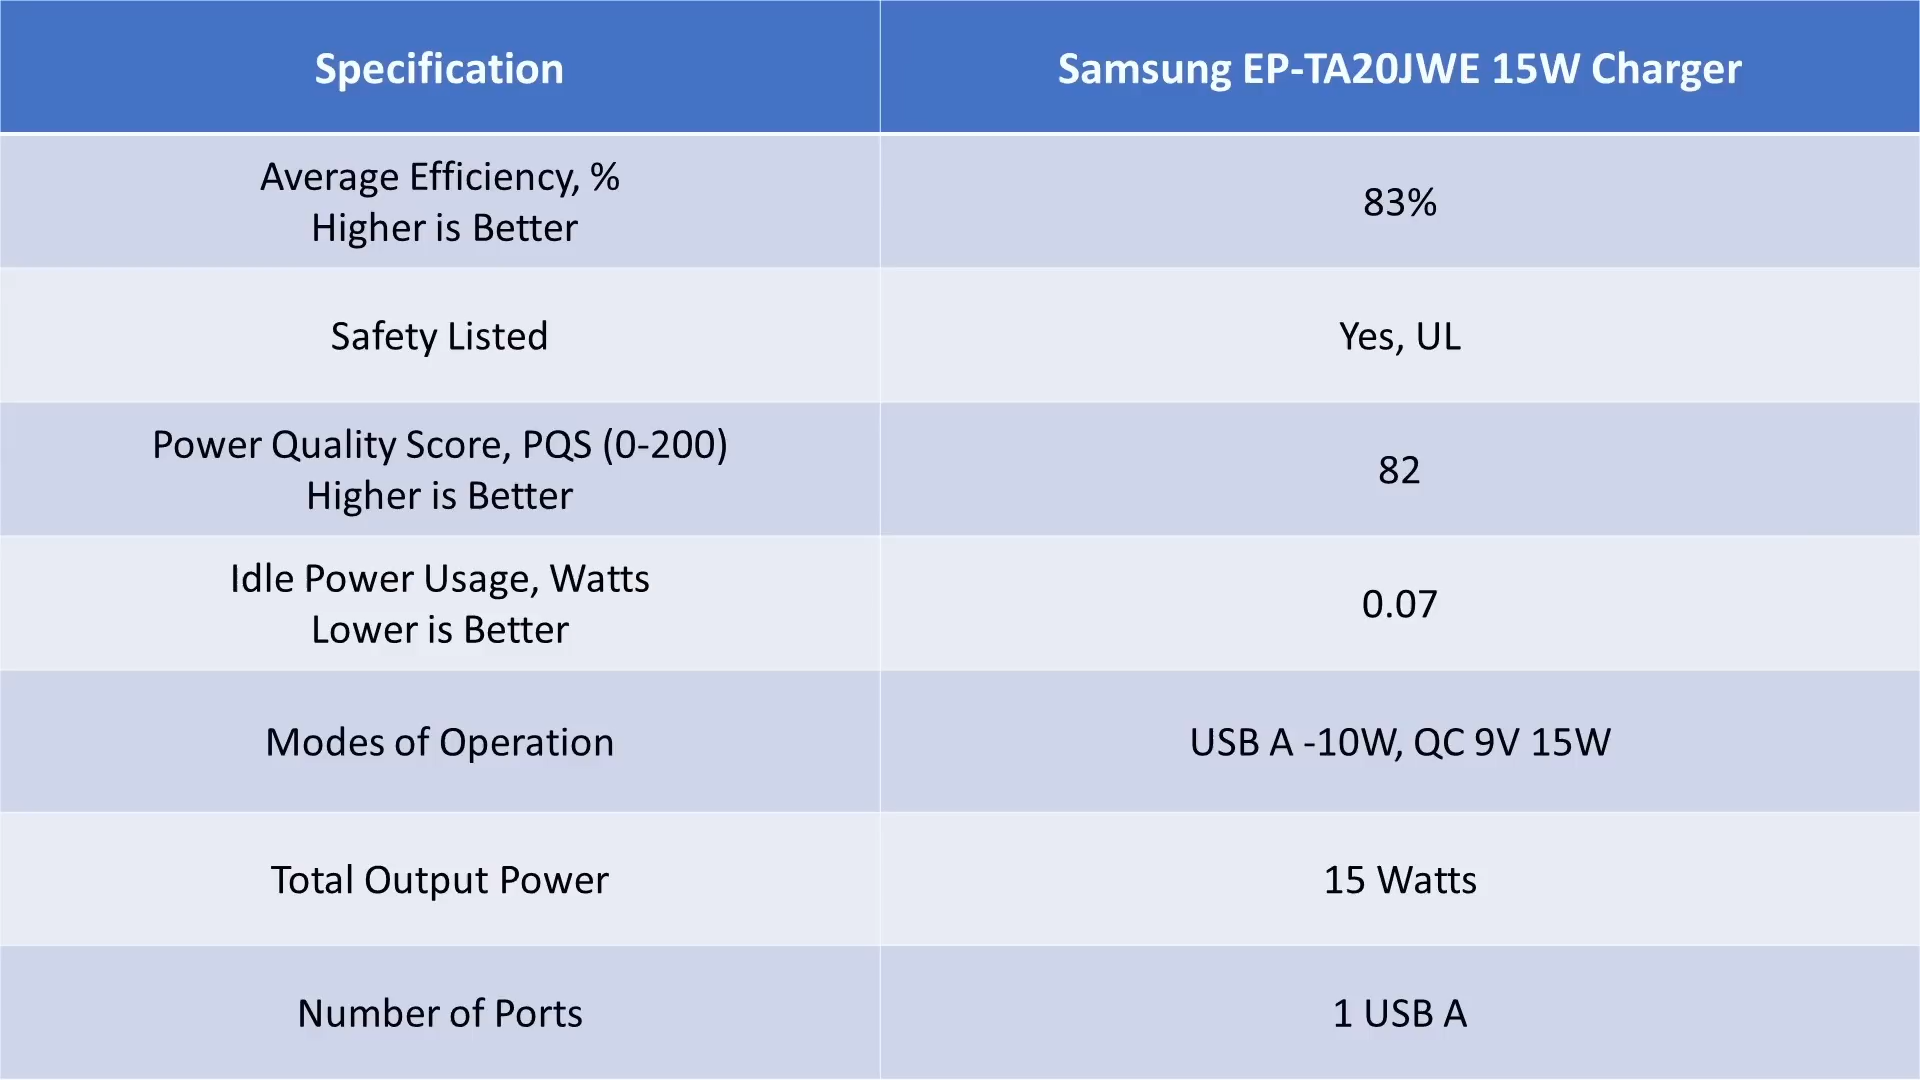 Specification
Samsung EP-TA20JWE 15W Charger
Average Efficiency, %
Higher is Better
83%
Safety Listed
Yes, UL
Power Quality Score, PQS (0-200)
Higher is Better
82
Idle Power Usage, Watts
Lower is Better
0.07
Modes of Operation
USB A -10W, QC 9V 15W
Total Output Power
15 Watts
Number of Ports
1 USB A